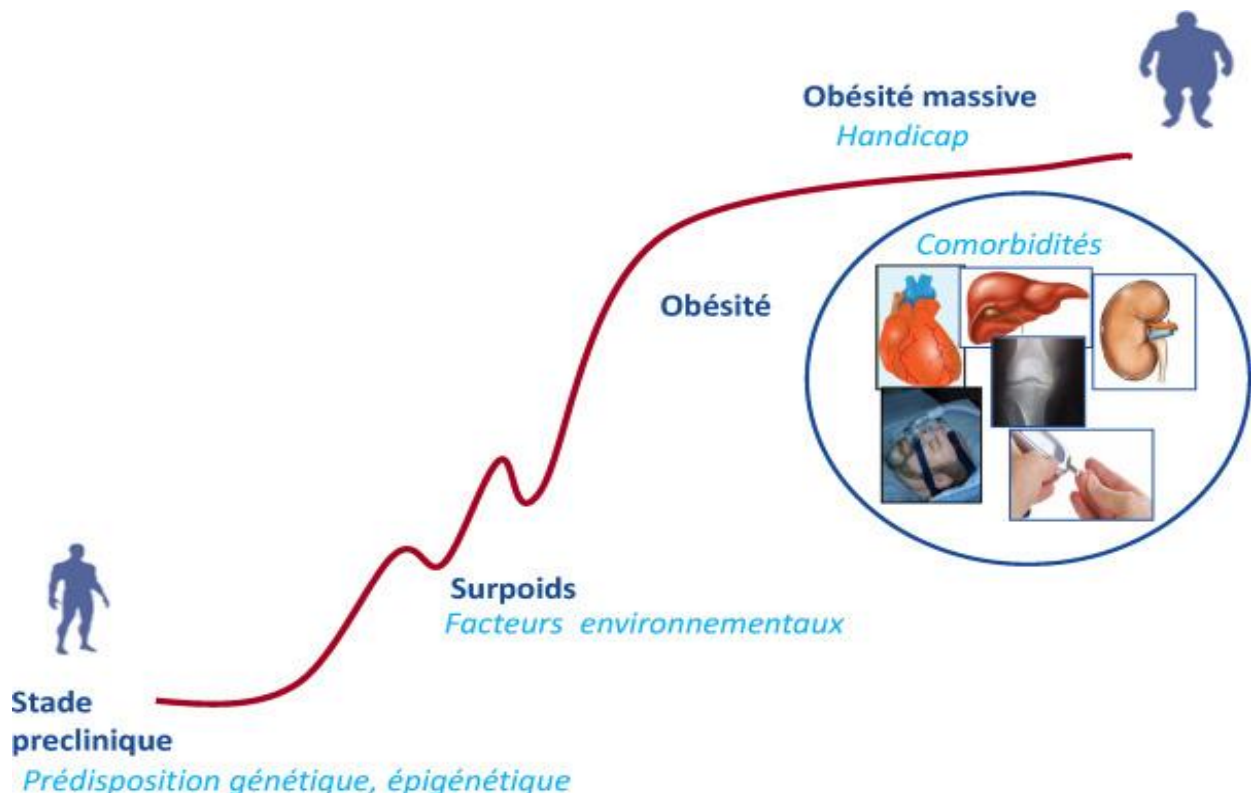 Obésité massive
Handicap
Comorbidités
Obésité
Surpoids
Facteurs environnementaux
Stade
preclinique
Prédisposition génétique, épigénétique